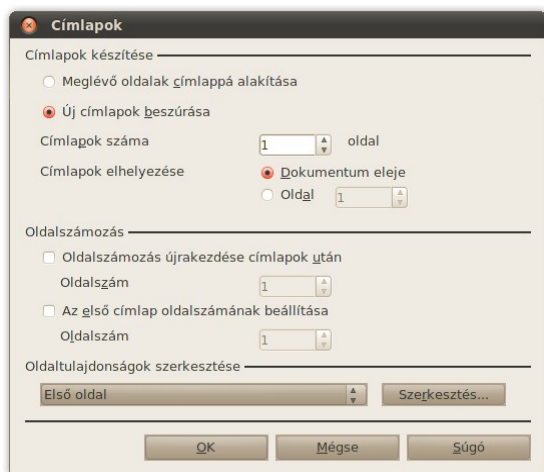 Címlapok
Címlapok készítése
Meglévő oldalak címlappá alakítása
Új címlapok beszúrása
Címlapok száma 1 oldal
Címlapok elhelyezése Dokumentum eleje
Oldal 1
Oldalszámozás
Oldalszámozás újrakezdése címlapok után
Oldalszám 1
Az első címlap oldalszámának beállítása
Oldalszám 1
Oldaltulajdonságok szerkesztése
Első oldal Szerkesztés...
OK Mégse Súgó